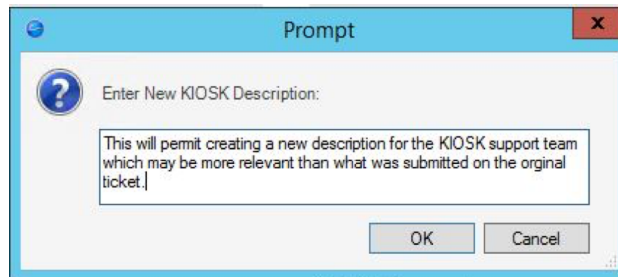 Prompt
x
Enter New KIOSK Description:
This will permit creating a new description for the KIOSK support team
which may be more relevant than what was submitted on the orginal
ticket.
OK
Cancel